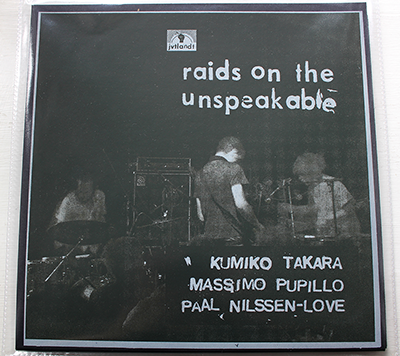 jvtlandt
raids on the
unspeakable
KUMIKO TAKARA
MASSIMO PUPILLO
PAAL NILSSEN-LOVE